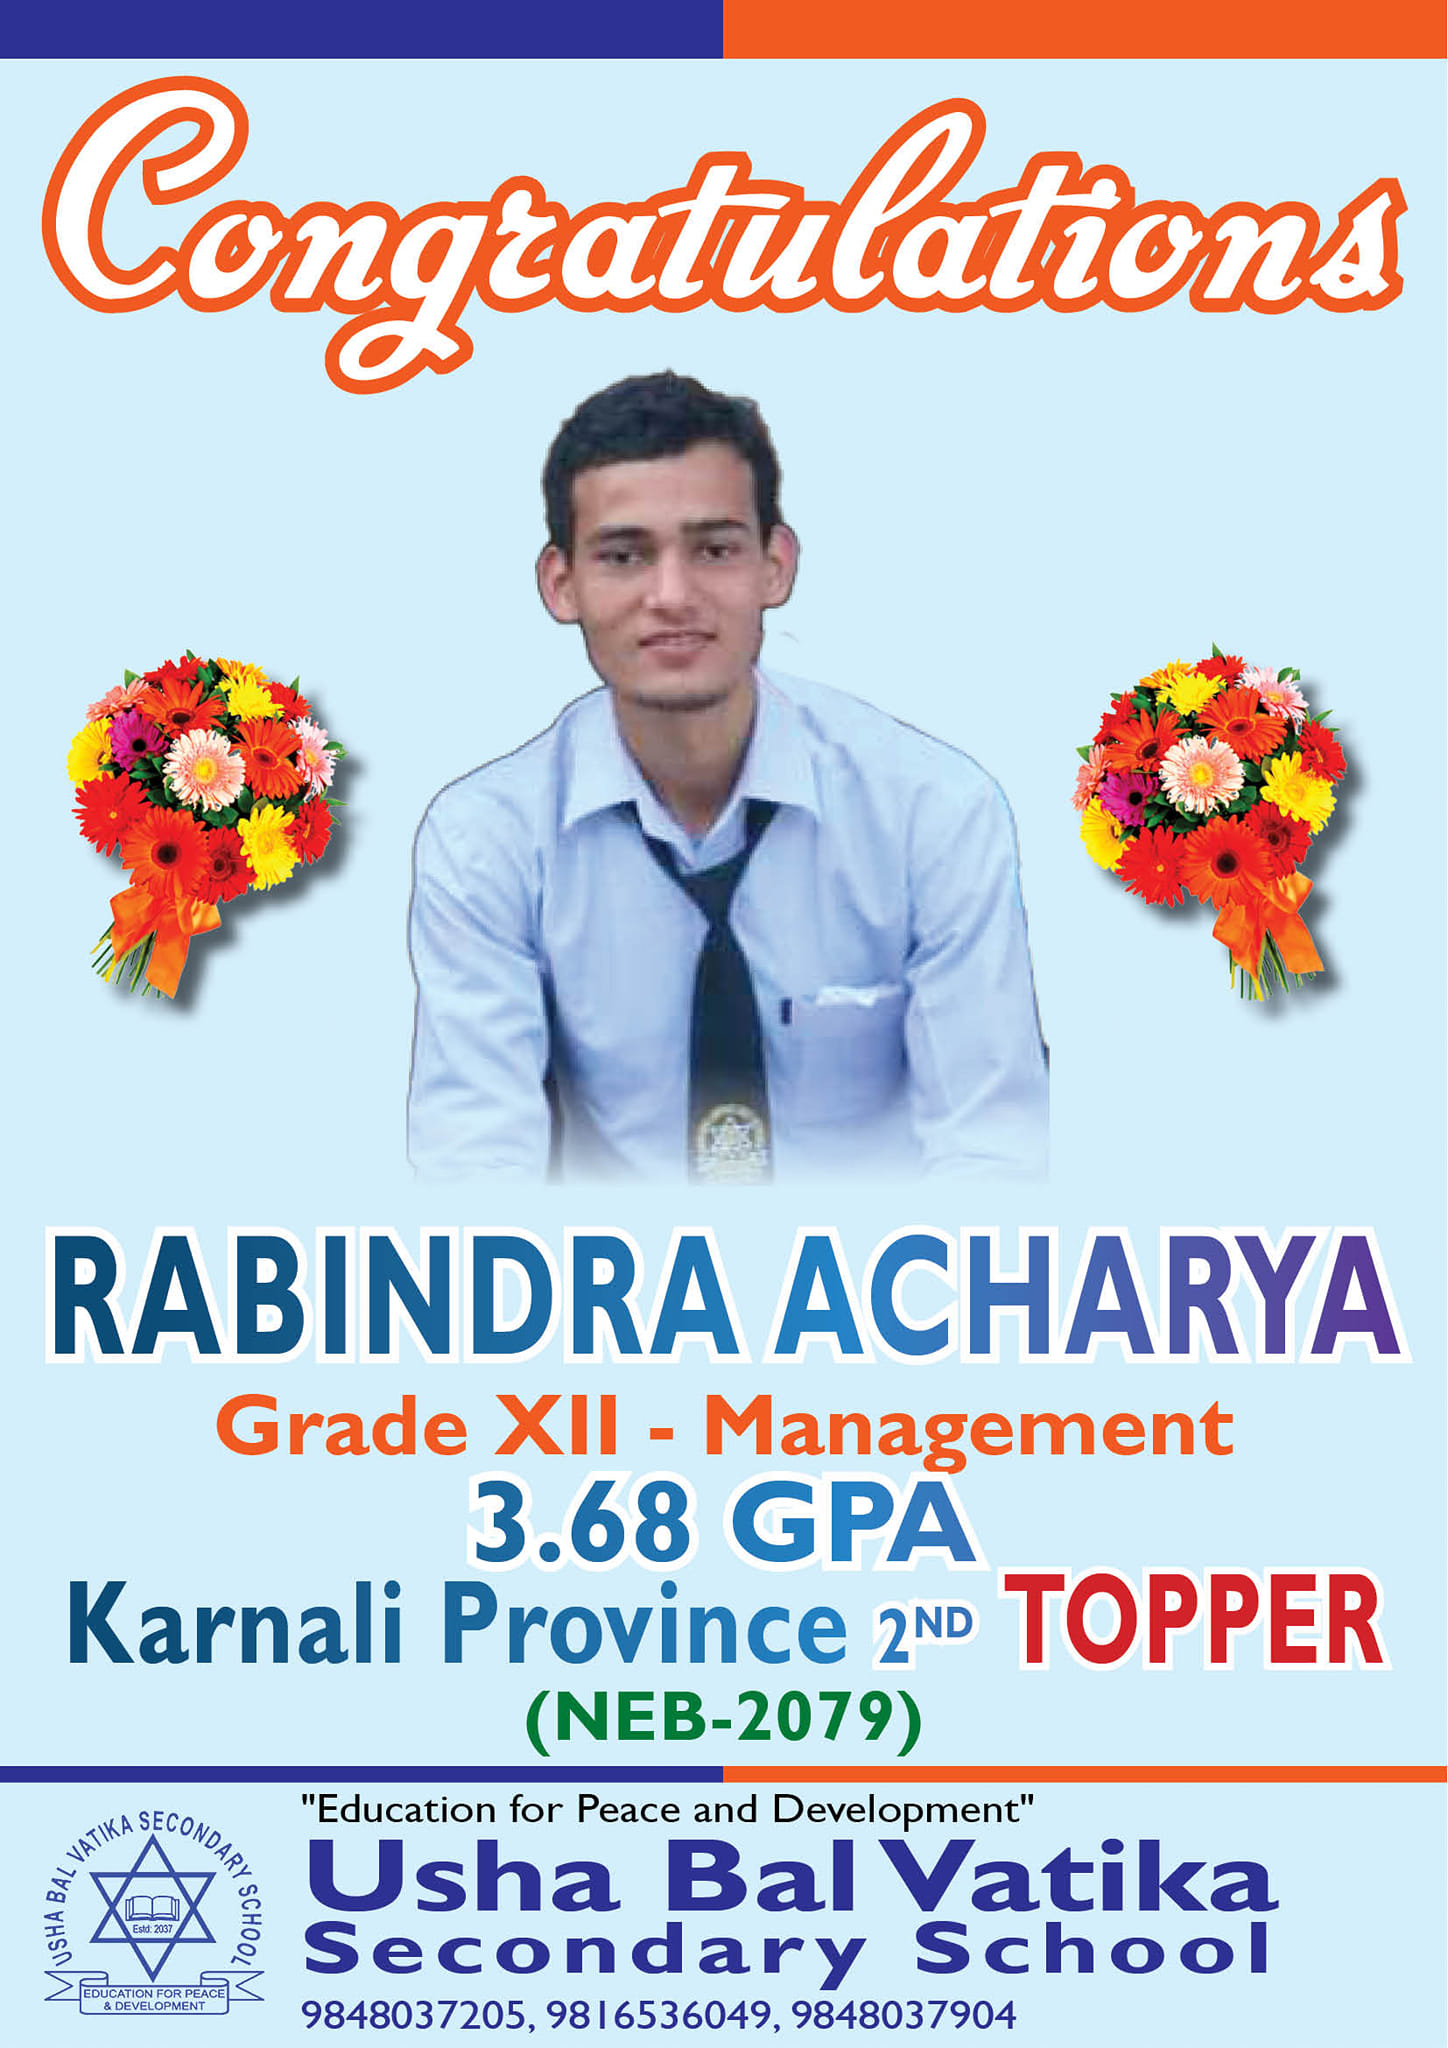 Congratulations
RABINDRA ACHARYA
Grade XII - Management
3.68 GPA
Karnali Province 2ND TOPPER
(NEB-2079)
"Education for Peace and Development"
Usha Bal Vatika
Secondary School
9848037205, 9816536049, 9848037904
USHA BAL VATIKA SECONDARY SCHOOL
Estd: 2037
EDUCATION FOR PEACE
& DEVELOPMENT